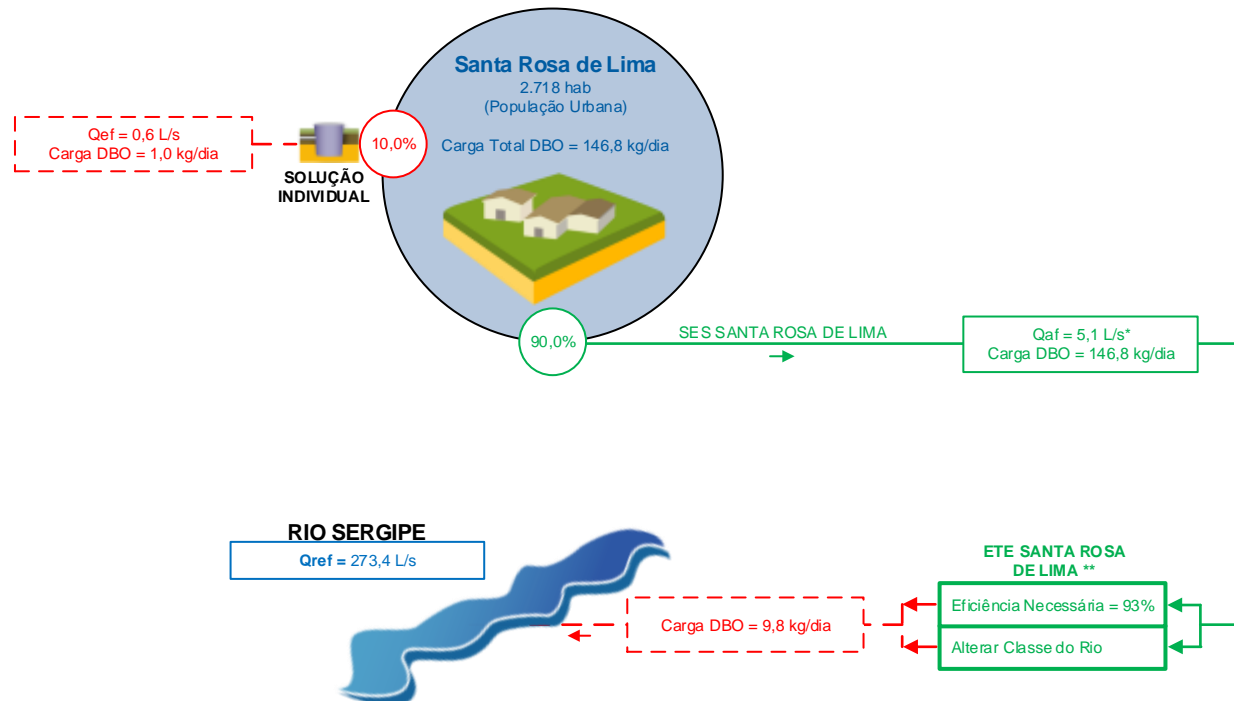 Santa Rosa de Lima
2.718 hab
(População Urbana)
Carga Total DBO = 146,8 kg/dia
Qef = 0,6 L/s
Carga DBO = 1,0 kg/dia
10,0%
SOLUÇÃO
INDIVIDUAL
90,0%
SES SANTA ROSA DE LIMA
Qaf = 5,1 L/s*
Carga DBO = 146,8 kg/dia
RIO SERGIPE
Qref = 273,4 L/s
ETE SANTA ROSA
DE LIMA **
Eficiência Necessária = 93%
Alterar Classe do Rio
Carga DBO = 9,8 kg/dia